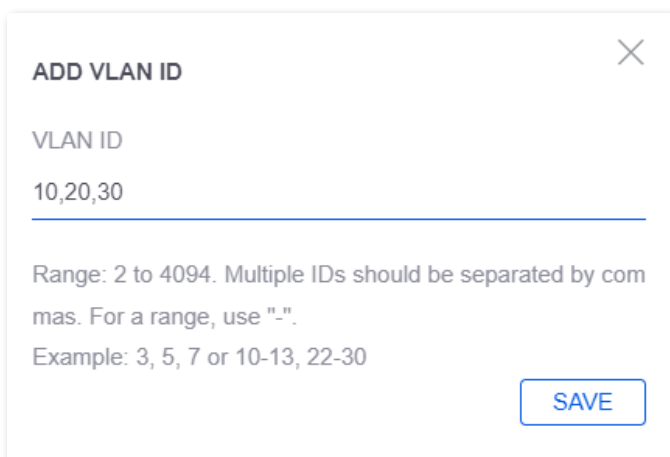 ADD VLAN ID
VLAN ID
10,20,30
Range: 2 to 4094. Multiple IDs should be separated by com
mas. For a range, use "-".
Example: 3, 5, 7 or 10-13, 22-30
SAVE